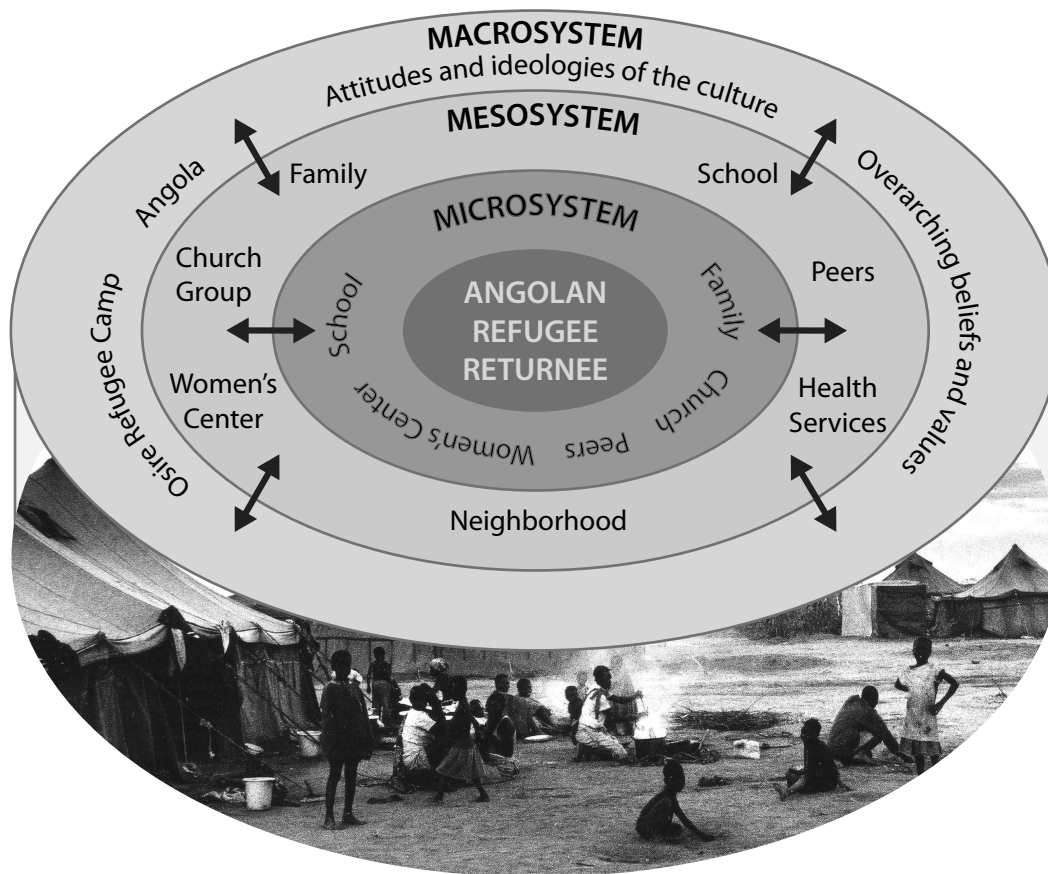 MACROSYSTEM
Attitudes and ideologies of the culture
MESOSYSTEM
Angola
Family
School
Overarching beliefs and values
MICROSYSTEM
Church
Group
Peers
School
Family
ANGOLAN
REFUGEE
RETURNEE
Osire Refugee Camp
Women's
Center
Health
Services
Women's Center
Peers
Church
Neighborhood